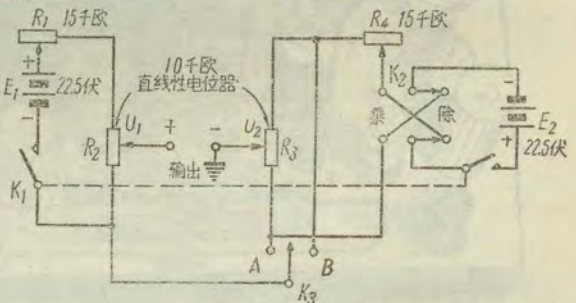 R₁ 15千欧
R₄ 15千欧
K₂
+
E₁ 22.5伏
-
10千欧
直线性电位器
U₁ + - U₂
R₂
R₃
输出
乘 除
-
E₂
+
22.5伏
K₁
A B
K₃